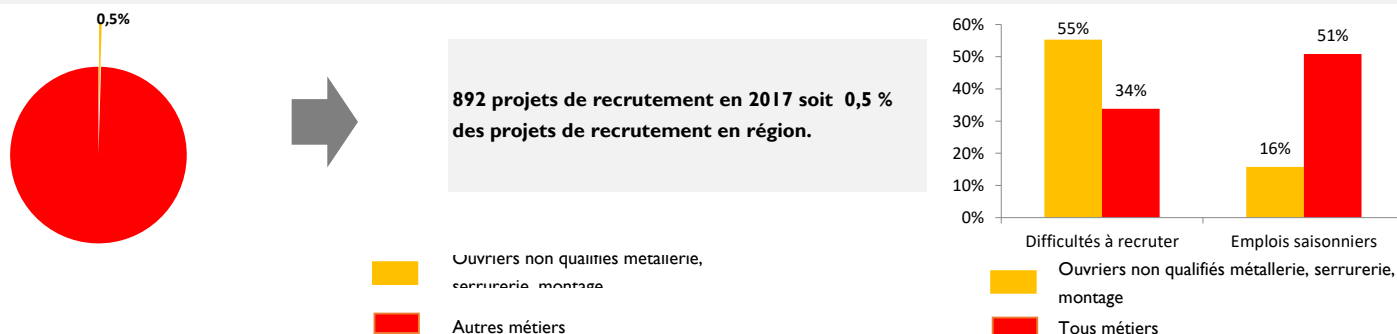 0,5%
892 projets de recrutement en 2017 soit 0,5 %
des projets de recrutement en région.
Ouvriers non qualifiés métallerie,
serrurerie, montage
Autres métiers
60%
50%
40%
30%
20%
10%
0%
55%
34%
16%
51%
Difficultés à recruter
Emplois saisonniers
Ouvriers non qualifiés métallerie, serrurerie,
montage
Tous métiers